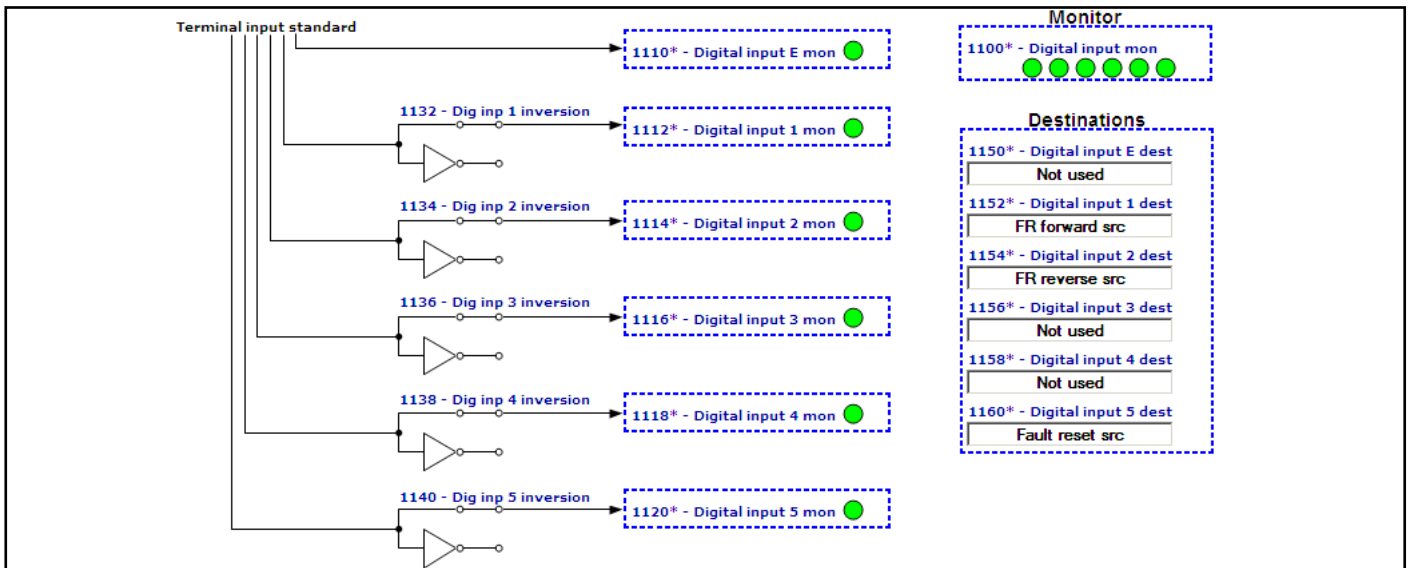 Terminal input standard
1110* - Digital input E mon
1132 - Dig inp 1 inversion
1112* - Digital input 1 mon
1134 - Dig inp 2 inversion
1114* - Digital input 2 mon
1136 - Dig inp 3 inversion
1116* - Digital input 3 mon
1138 - Dig inp 4 inversion
1118* - Digital input 4 mon
1140 - Dig inp 5 inversion
1120* - Digital input 5 mon
Monitor
1100* - Digital input mon
Destinations
1150* - Digital input E dest
Not used
1152* - Digital input 1 dest
FR forward src
1154* - Digital input 2 dest
FR reverse src
1156* - Digital input 3 dest
Not used
1158* - Digital input 4 dest
Not used
1160* - Digital input 5 dest
Fault reset src